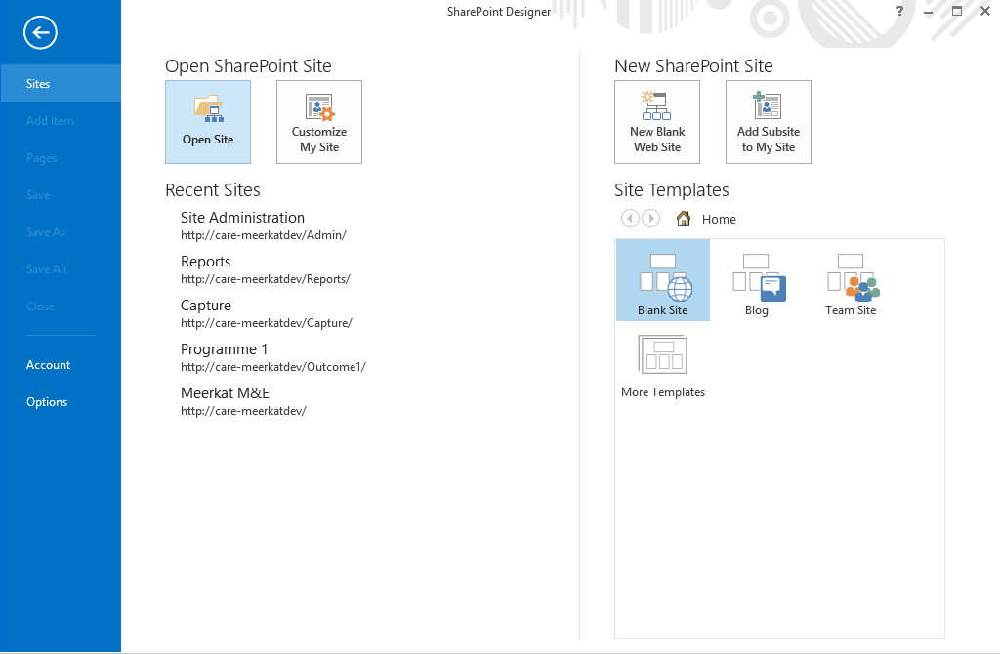 SharePoint Designer
?
Sites
Add Item
Pages
Save
Save As
Save All
Close
Account
Options
Open SharePoint Site
Open Site
Customize
My Site
Recent Sites
Site Administration
http://care-meerkatdev/Admin/
Reports
http://care-meerkatdev/Reports/
Capture
http://care-meerkatdev/Capture/
Programme 1
http://care-meerkatdev/Outcome1/
Meerkat M&E
http://care-meerkatdev/
New SharePoint Site
New Blank
Web Site
Add Subsite
to My Site
Site Templates
Home
Blank Site
Blog
Team Site
More Templates